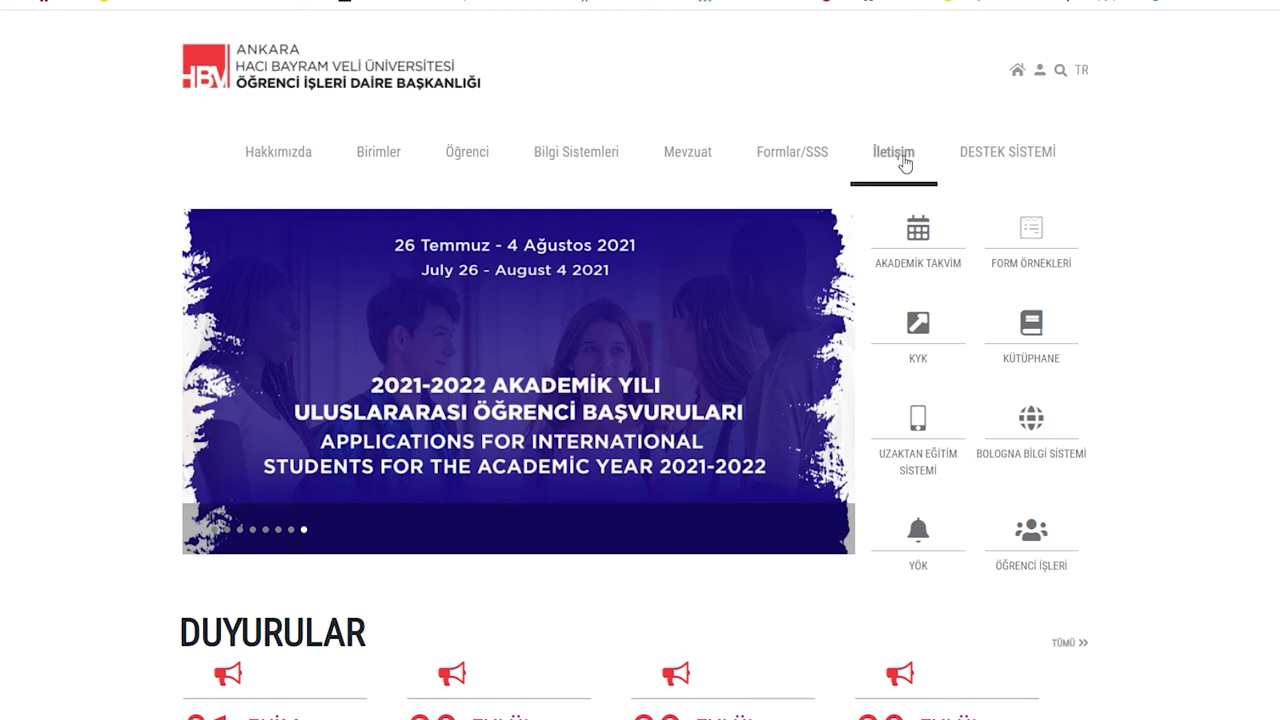 ANKARA
HACI BAYRAM VELİ ÜNİVERSİTESİ
ÖĞRENCİ İŞLERİ DAİRE BAŞKANLIĞI
HBV
TR
Hakkımızda
Birimler
Öğrenci
Bilgi Sistemleri
Mevzuat
Formlar/SSS
İletişim
DESTEK SİSTEMİ
26 Temmuz - 4 Ağustos 2021
July 26 - August 4 2021
2021-2022 AKADEMİK YILI
ULUSLARARASI ÖĞRENCİ BAŞVURULARI
APPLICATIONS FOR INTERNATIONAL
STUDENTS FOR THE ACADEMİC YEAR 2021-2022
AKADEMİK TAKVİM
FORM ÖRNEKLERİ
KYK
KÜTÜPHANE
UZAKTAN EĞİTİM
SİSTEMİ
BOLOGNA BİLGİ SİSTEMİ
YÖK
ÖĞRENCİ İŞLERİ
DUYURULAR
TÜMÜ